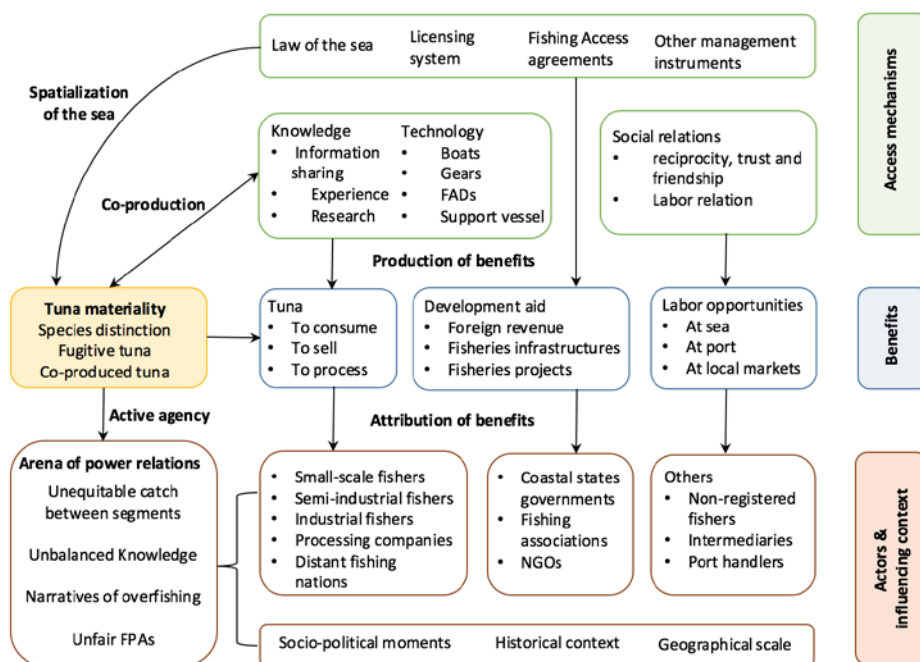 Law of the sea
Licensing
system
Fishing Access
agreements
Other management
instruments
Access mechanisms
Spatialization
of the sea
Knowledge
• Information
sharing
• Experience
• Research
Technology
• Boats
• Gears
• FADs
• Support vessel
Social relations
• reciprocity, trust and
friendship
• Labor relation
Co-production
Production of benefits
Tuna materiality
Species distinction
Fugitive tuna
Co-produced tuna
Tuna
• To consume
• To sell
• To process
Development aid
• Foreign revenue
• Fisheries infrastructures
• Fisheries projects
Labor opportunities
• At sea
• At port
• At local markets
Benefits
Active agency
Attribution of benefits
Arena of power relations
Unequitable catch
between segments
Unbalanced Knowledge
Narratives of overfishing
Unfair FPAs
• Small-scale fishers
• Semi-industrial fishers
• Industrial fishers
• Processing companies
• Distant fishing
nations
• Coastal states
governments
• Fishing
associations
• NGOs
Others
• Non-registered
fishers
• Intermediaries
• Port handlers
Actors &
influencing context
Socio-political moments
Historical context
Geographical scale